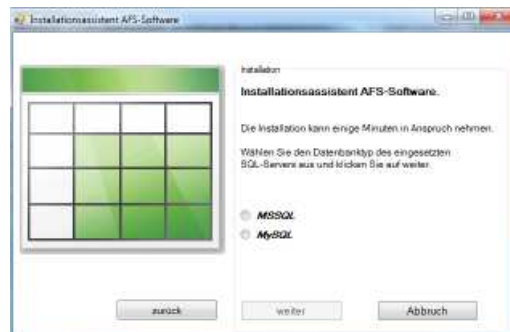 Installationsassistent AFS-Software
Installation
Installationsassistent AFS-Software.
Die Installation kann einige Minuten in Anspruch nehmen.
Wählen Sie den Datenbanktyp des eingesetzten
SQL-Servers aus und klicken Sie auf weiter.
MSSQL
MySQL
zurück
weiter
Abbruch